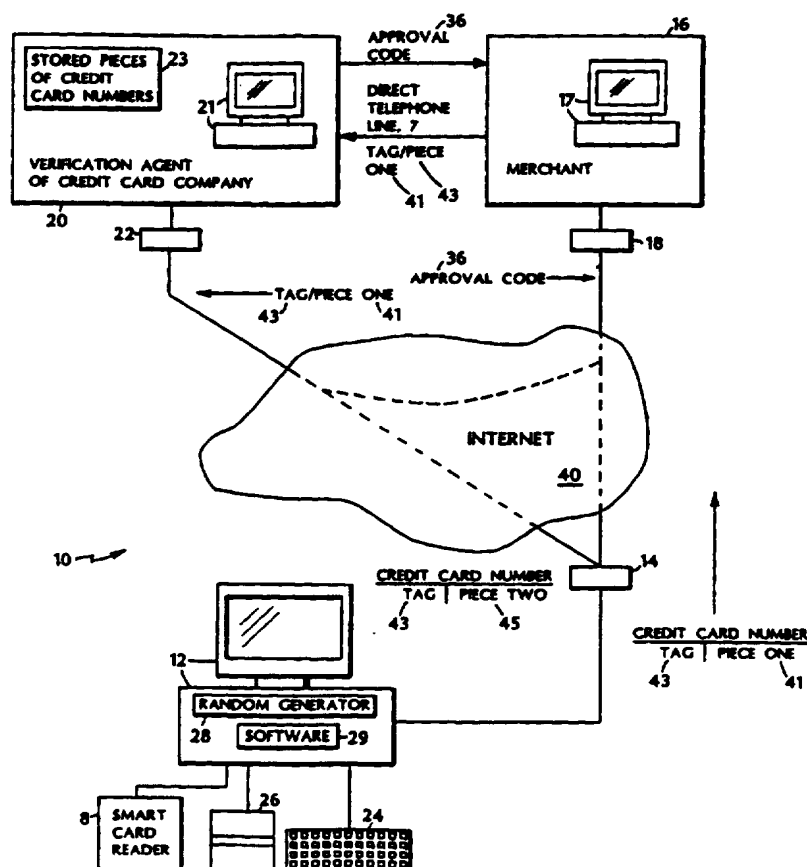 36
APPROVAL
CODE
16
STORED PIECES
OF CREDIT
CARD NUMBERS
23
21
17
DIRECT
TELEPHONE
LINE, 7
TAG/PIECE
ONE
41
43
VERIFICATION AGENT
OF CREDIT CARD COMPANY
MERCHANT
20
22
18
36
APPROVAL CODE
TAG/PIECE ONE
43
41
INTERNET
40
10
14
CREDIT CARD NUMBER
TAG | PIECE TWO
43
45
CREDIT CARD NUMBER
TAG | PIECE ONE
43
41
12
RANDOM GENERATOR
28
SOFTWARE
29
8
SMART
CARD
READER
26
24